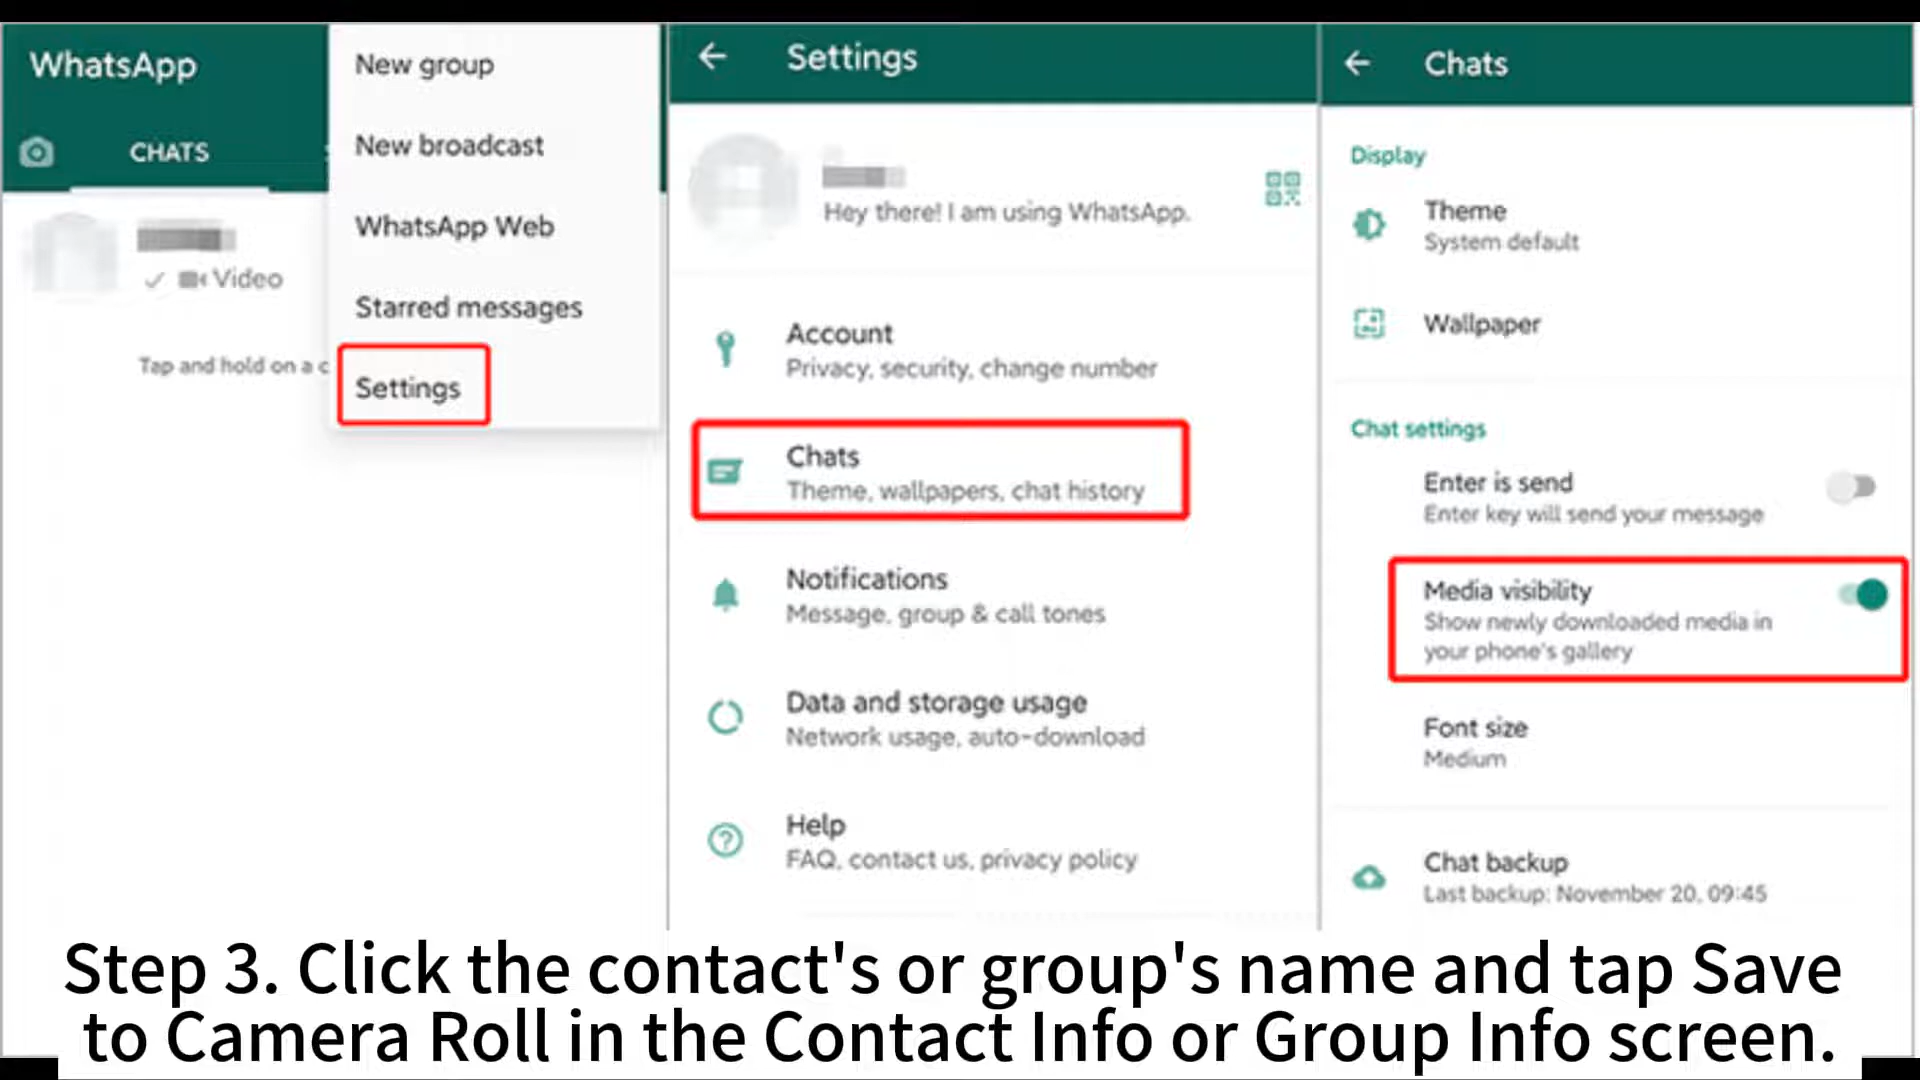 WhatsApp
CHATS
Video
Tap and hold on a c
New group
New broadcast
WhatsApp Web
Starred messages
Settings
Settings
Hey there! I am using WhatsApp.
Account
Privacy, security, change number
Chats
Theme, wallpapers, chat history
Notifications
Message, group & call tones
Data and storage usage
Network usage, auto-download
Help
FAQ, contact us, privacy policy
Chats
Display
Theme
System default
Wallpaper
Chat settings
Enter is send
Enter key will send your message
Media visibility
Show newly downloaded media in
your phone's gallery
Font size
Medium
Chat backup
Last backup: November 20, 09:45
Step 3. Click the contact's or group's name and tap Save
to Camera Roll in the Contact Info or Group Info screen.